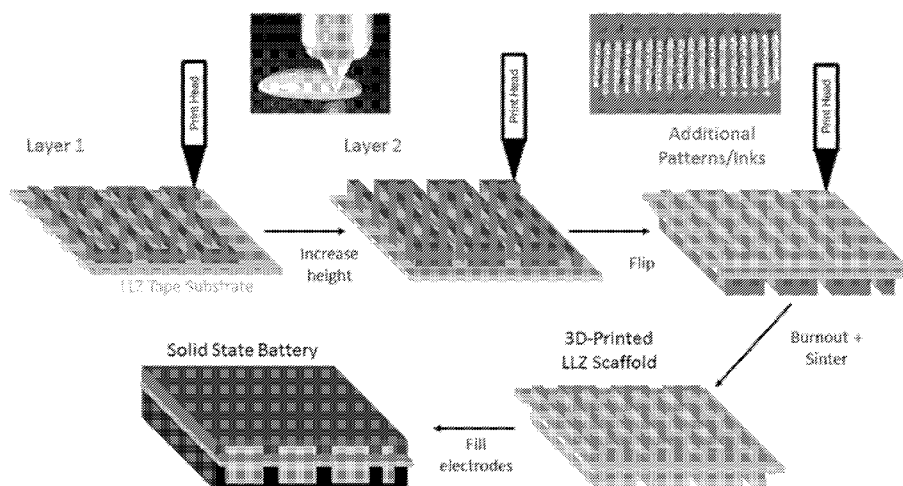 Print Head
Print Head
Print Head
Layer 1
Layer 2
Additional
Patterns/Inks
Increase
height
Flip
LLZ Tape Substrate
Burnout +
Sinter
3D-Printed
LLZ Scaffold
Solid State Battery
Fill
electrodes